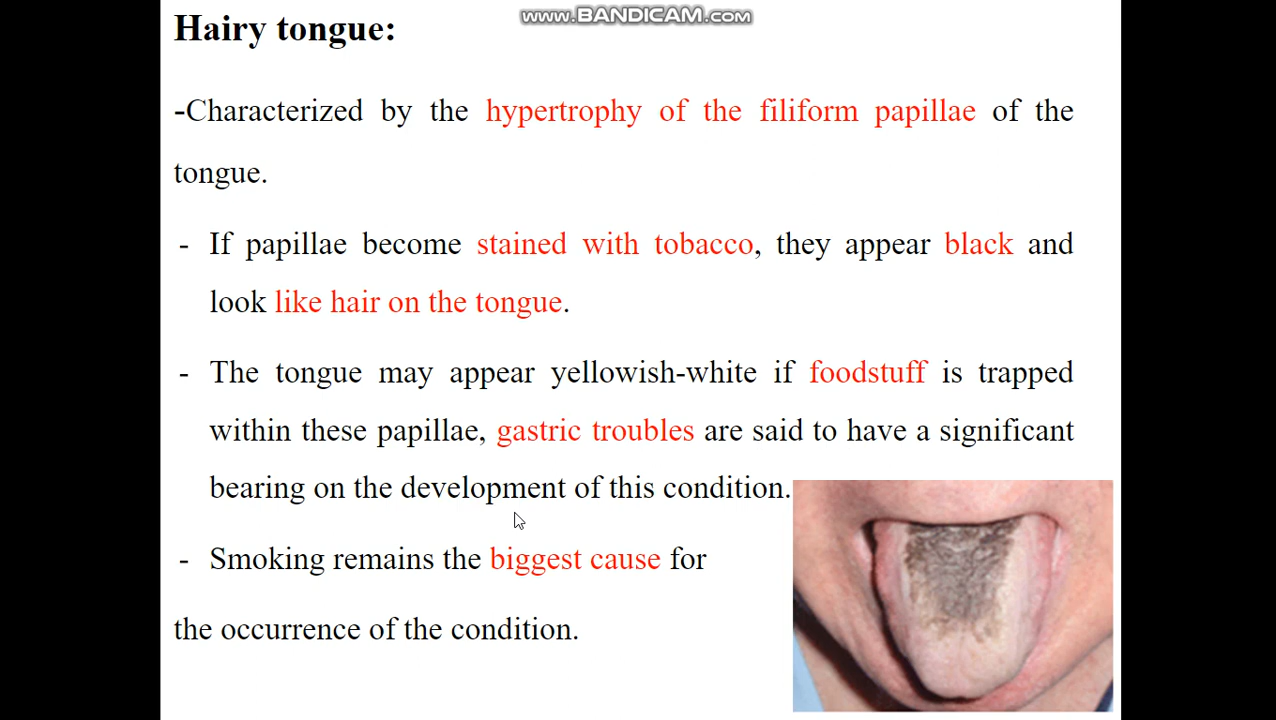 www.BANDICAM.com
Hairy tongue:
-Characterized by the hypertrophy of the filiform papillae of the
tongue.
- If papillae become stained with tobacco, they appear black and
look like hair on the tongue.
- The tongue may appear yellowish-white if foodstuff is trapped
within these papillae, gastric troubles are said to have a significant
bearing on the development of this condition.
- Smoking remains the biggest cause for
the occurrence of the condition.